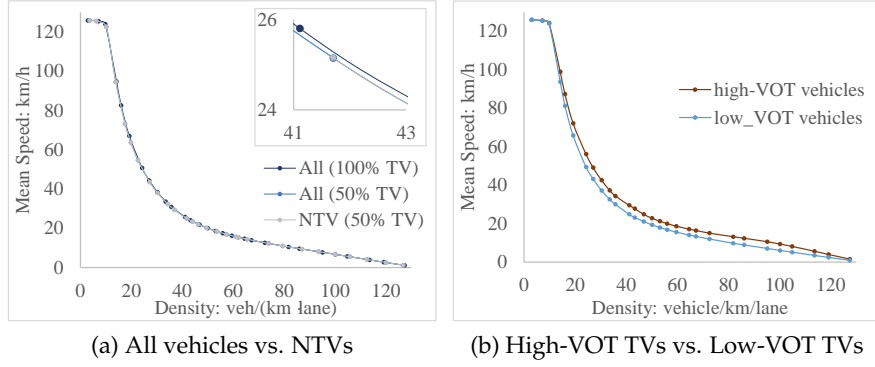 Mean Speed: km/h
120
100
80
60
40
20
0
0
20
40
60
80
100
120
Density: veh/(km·lane)
26
24
41
43
All (100% TV)
All (50% TV)
NTV (50% TV)
(a) All vehicles vs. NTVs
Mean Speed: km/h
120
100
80
60
40
20
0
0
20
40
60
80
100
120
Density: vehicle/km/lane
high-VOT vehicles
low_VOT vehicles
(b) High-VOT TVs vs. Low-VOT TVs